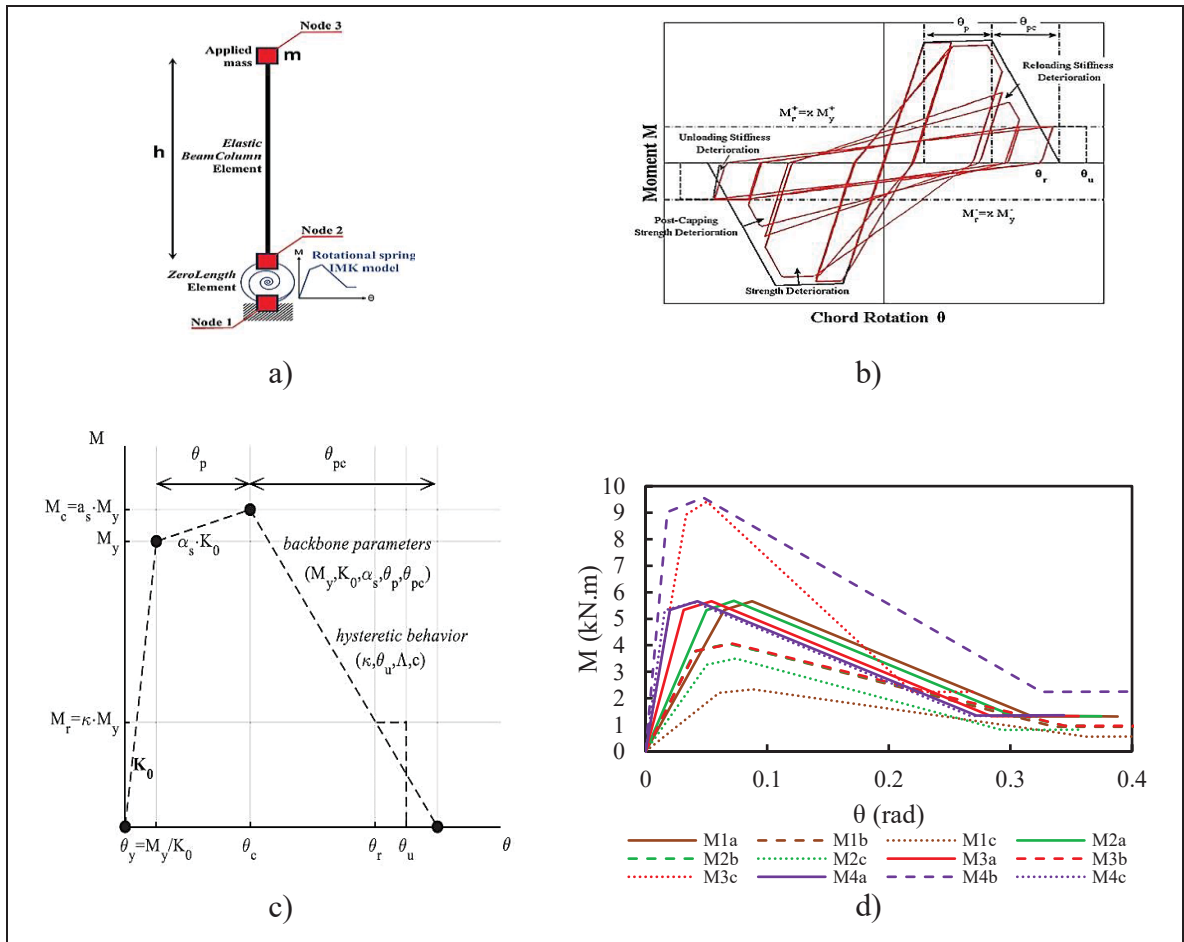 Node 3
Applied
mass
m
h
Elastic
BeamColumn
Element
Node 2
M
Rotational spring
IMK model
ZeroLength
Element
θ
Node 1
a)
θp
θpc
Reloading Stiffness
Deterioration
Mr+=ϰ My+
Unloading Stiffness
Deterioration
Moment M
θr
θu
Post-Capping
Strength Deterioration
Mr-=ϰ My-
Strength Deterioration
Chord Rotation θ
b)
M
θp
θpc
Mc=as·My
My
αs·K0
backbone parameters
(My,K0,αs,θp,θpc)
hysteretic behavior
(κ,θu,Λ,c)
Mr=κ·My
K0
θy=My/K0
θc
θr
θu
θ
c)
M (kN.m)
10
9
8
7
6
5
4
3
2
1
0
0
0.1
0.2
0.3
0.4
θ (rad)
M1a M1b M1c M2a
M2b M2c M3a M3b
M3c M4a M4b M4c
d)